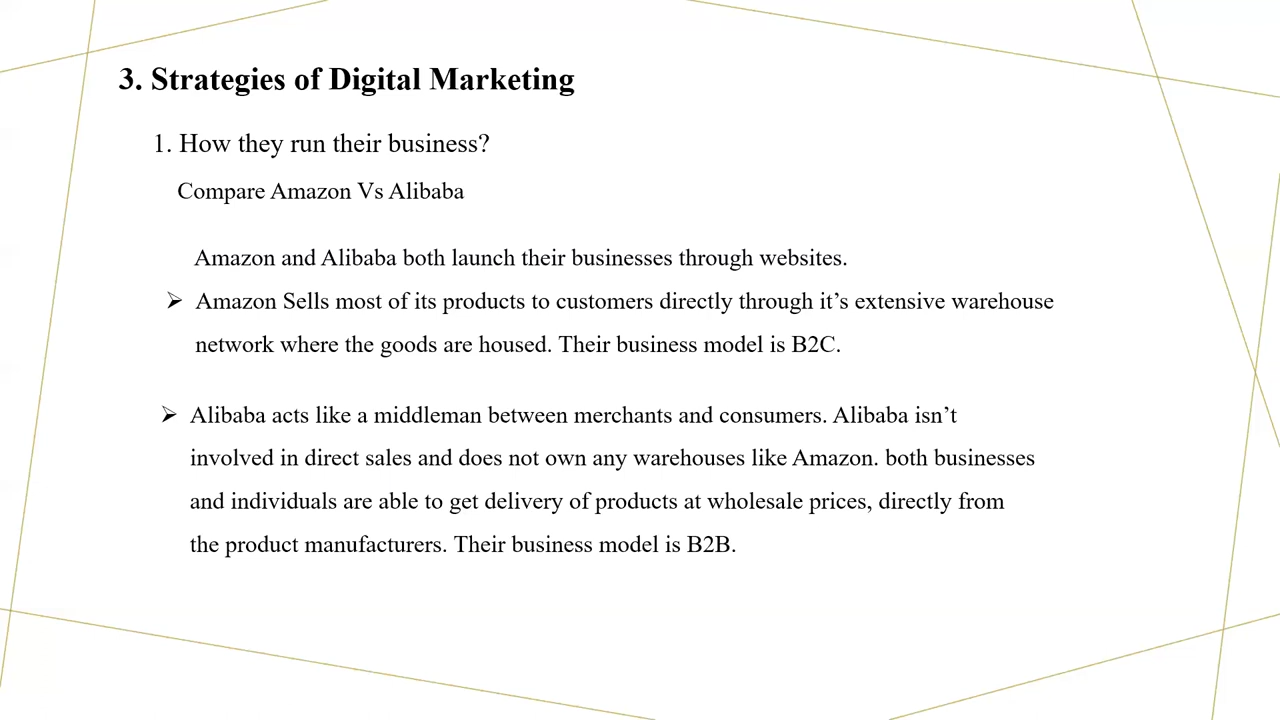 3. Strategies of Digital Marketing
1. How they run their business?
Compare Amazon Vs Alibaba
Amazon and Alibaba both launch their businesses through websites.
➢ Amazon Sells most of its products to customers directly through it’s extensive warehouse
network where the goods are housed. Their business model is B2C.
➢ Alibaba acts like a middleman between merchants and consumers. Alibaba isn’t
involved in direct sales and does not own any warehouses like Amazon. both businesses
and individuals are able to get delivery of products at wholesale prices, directly from
the product manufacturers. Their business model is B2B.